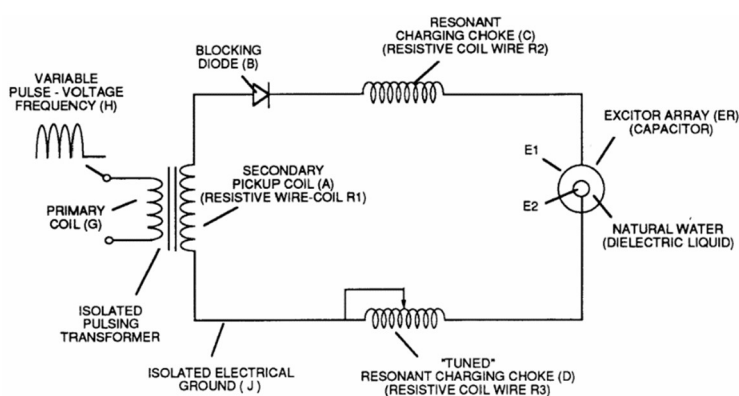 RESONANT
CHARGING CHOKE (C)
(RESISTIVE COIL WIRE R2)
BLOCKING
DIODE (B)
VARIABLE
PULSE - VOLTAGE
FREQUENCY (H)
EXCITOR ARRAY (ER)
(CAPACITOR)
E1
SECONDARY
PICKUP COIL (A)
(RESISTIVE WIRE-COIL R1)
E2
PRIMARY
COIL (G)
NATURAL WATER
(DIELECTRIC LIQUID)
ISOLATED
PULSING
TRANSFORMER
ISOLATED ELECTRICAL
GROUND ( J )
"TUNED"
RESONANT CHARGING CHOKE (D)
(RESISTIVE COIL WIRE R3)